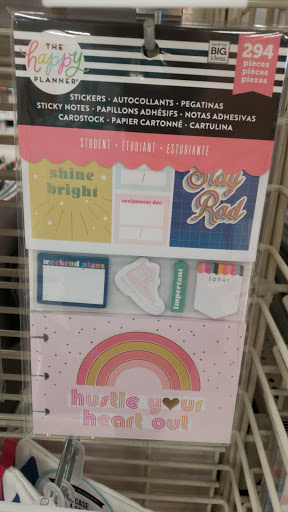 THE
happy
PLANNER
me & my
BIG
ideas
294
pieces
pièces
piezas
STICKERS • AUTOCOLLANTS • PEGATINAS
STICKY NOTES • PAPILLONS ADHÉSIFS • NOTAS ADHESIVAS
CARDSTOCK • PAPIER CARTONNÉ • CARTULINA
STUDENT • ÉTUDIANT • ESTUDIANTE
shine
bright
/
assignment due
/
Stay
Rad
weekend plans
important
TODAY
hustle your
heart out
CASE